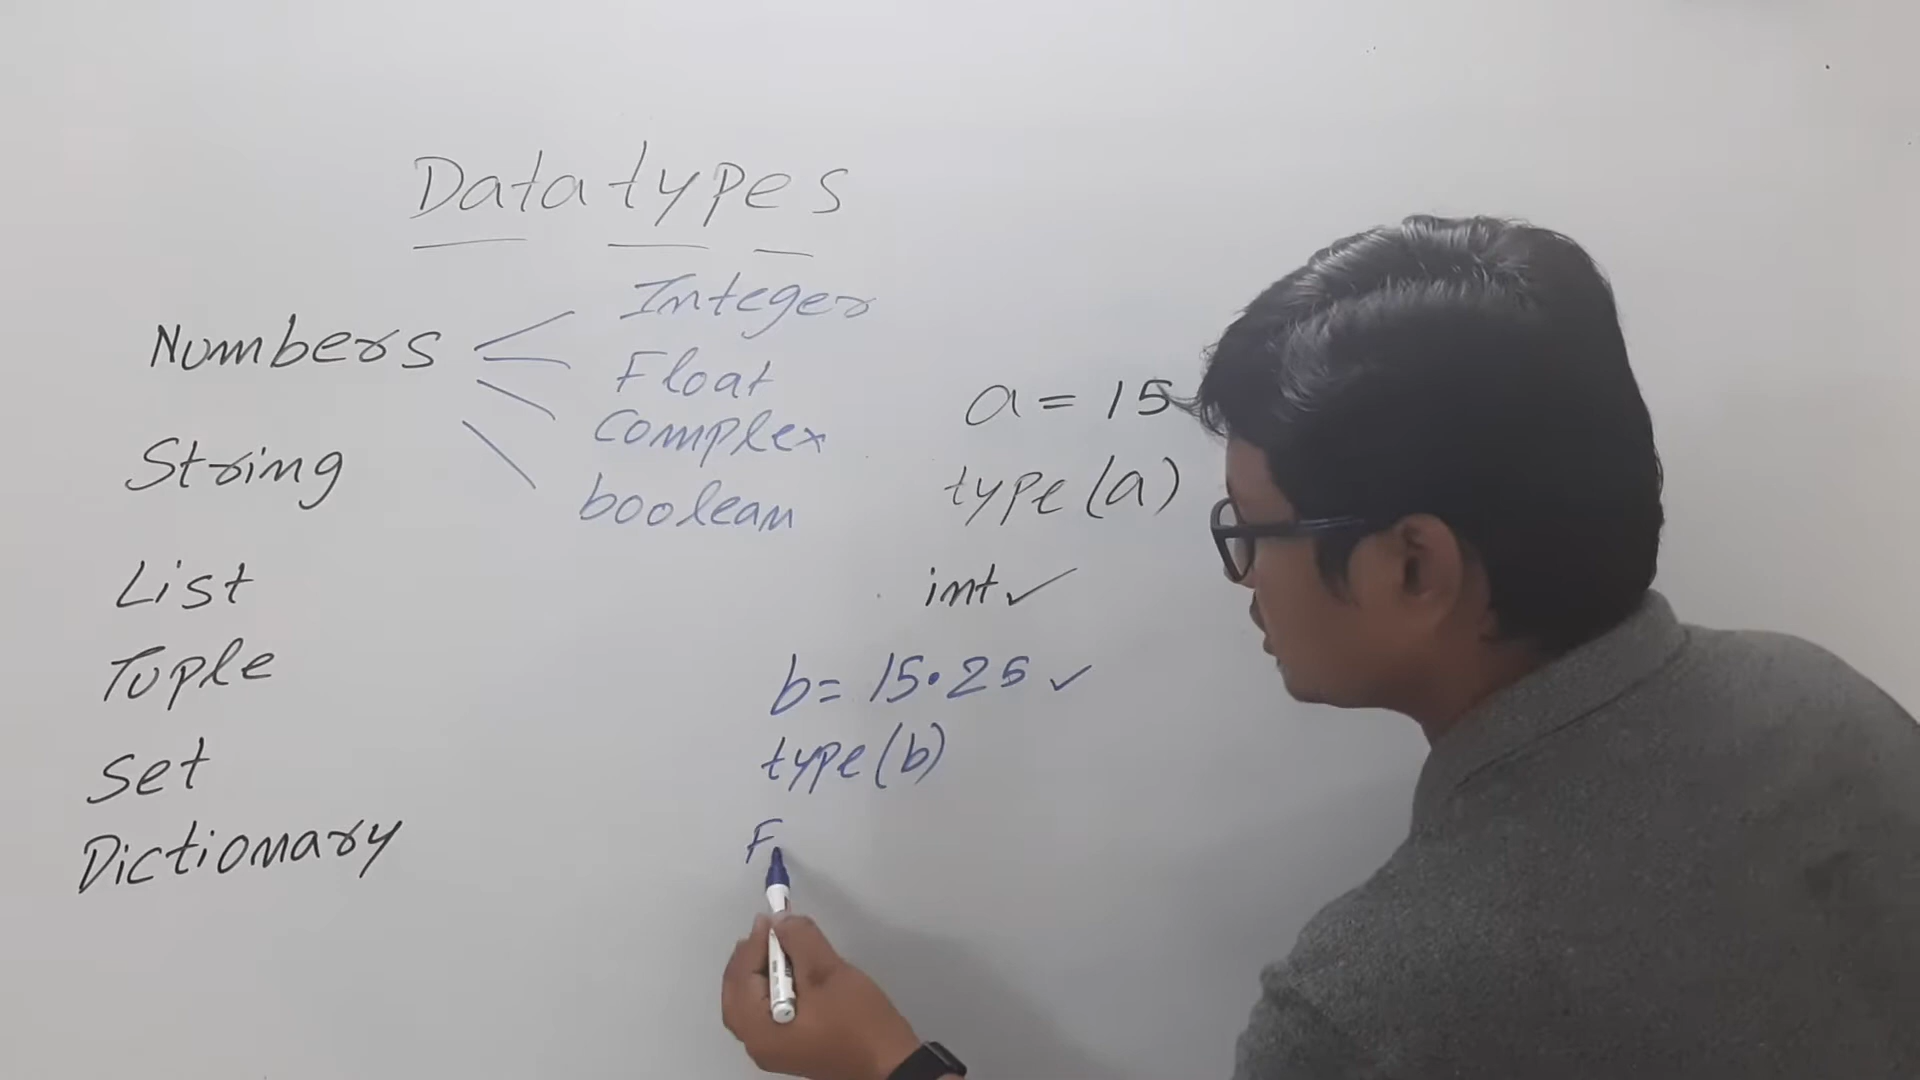 Datatypes
Numbers
Integer
Float
Complex
boolean
String
List
Tuple
Set
Dictionary
a = 15
type(a)
int ✓
b = 15.25 ✓
type(b)
F